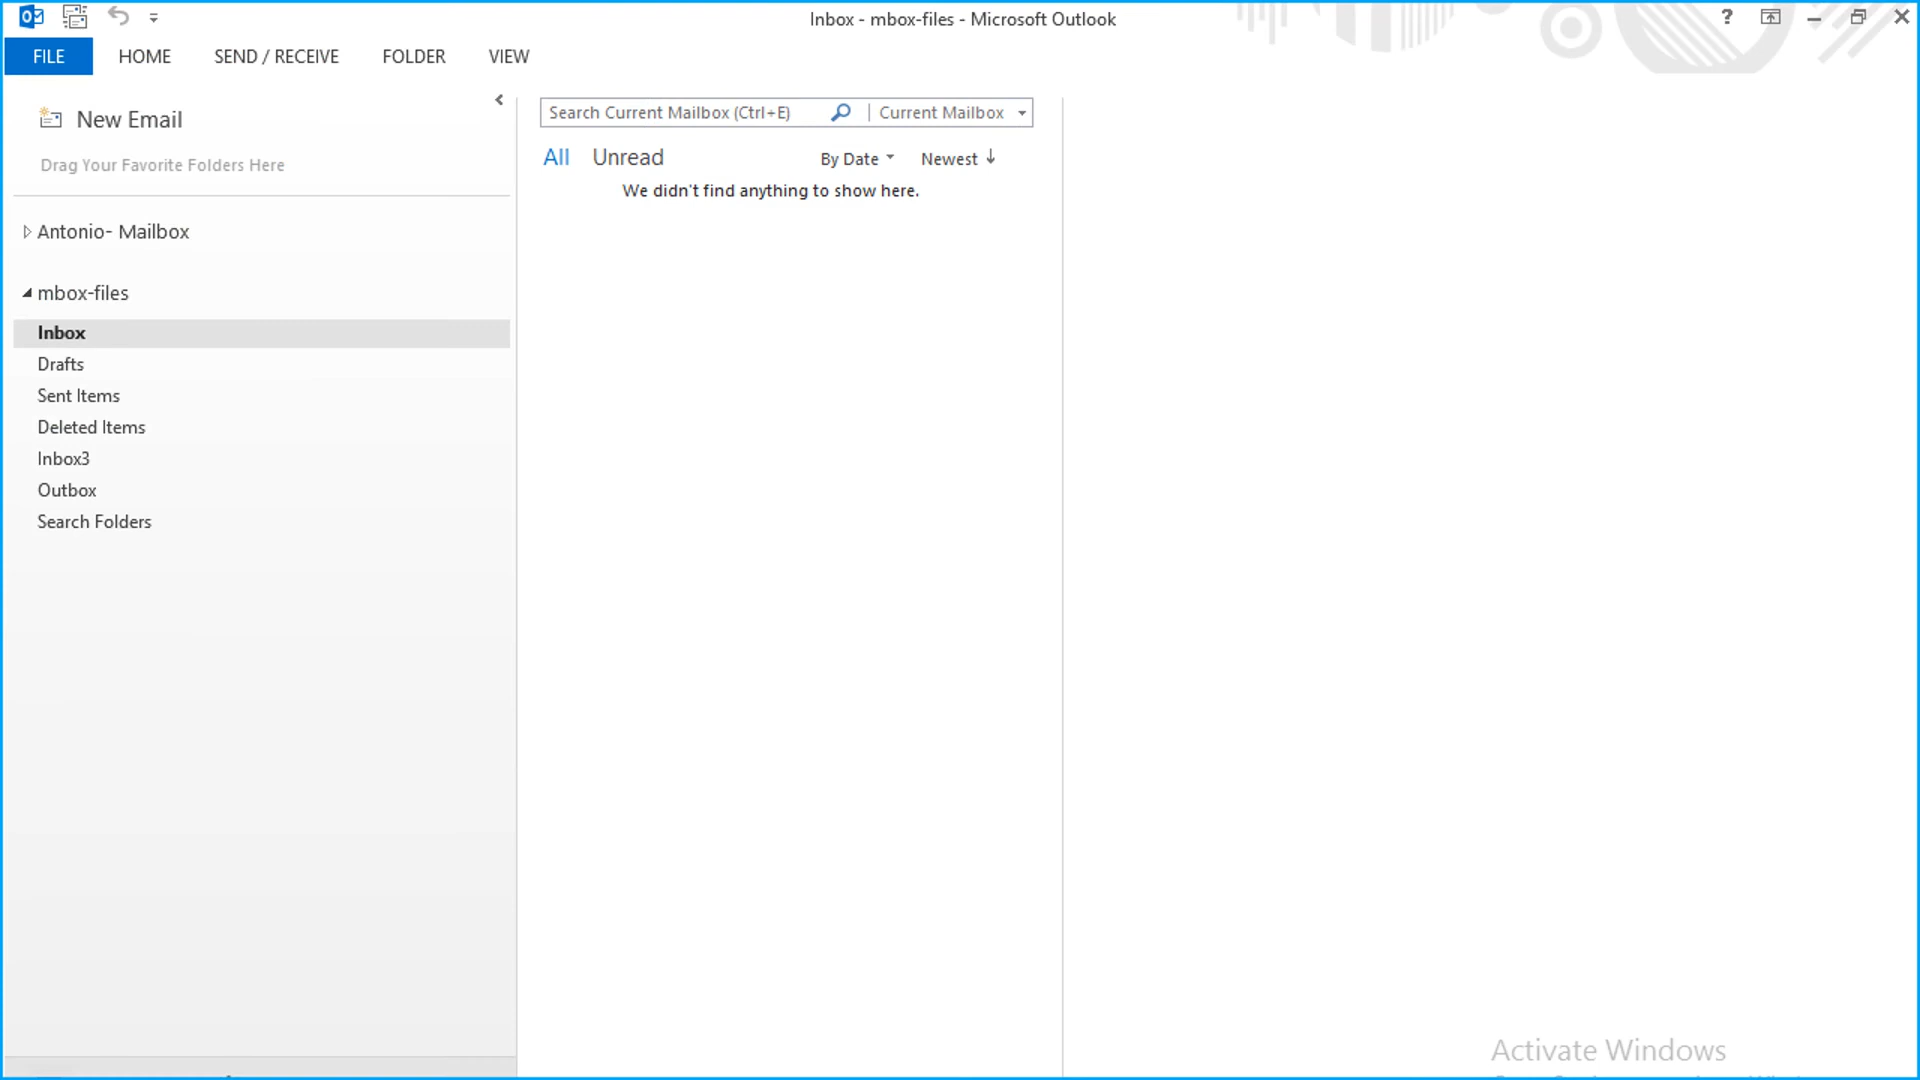 Inbox - mbox-files - Microsoft Outlook
FILE HOME SEND / RECEIVE FOLDER VIEW
New Email
Drag Your Favorite Folders Here
Antonio- Mailbox
mbox-files
Inbox
Drafts
Sent Items
Deleted Items
Inbox3
Outbox
Search Folders
Search Current Mailbox (Ctrl+E) Current Mailbox
All Unread By Date Newest
We didn't find anything to show here.
Activate Windows